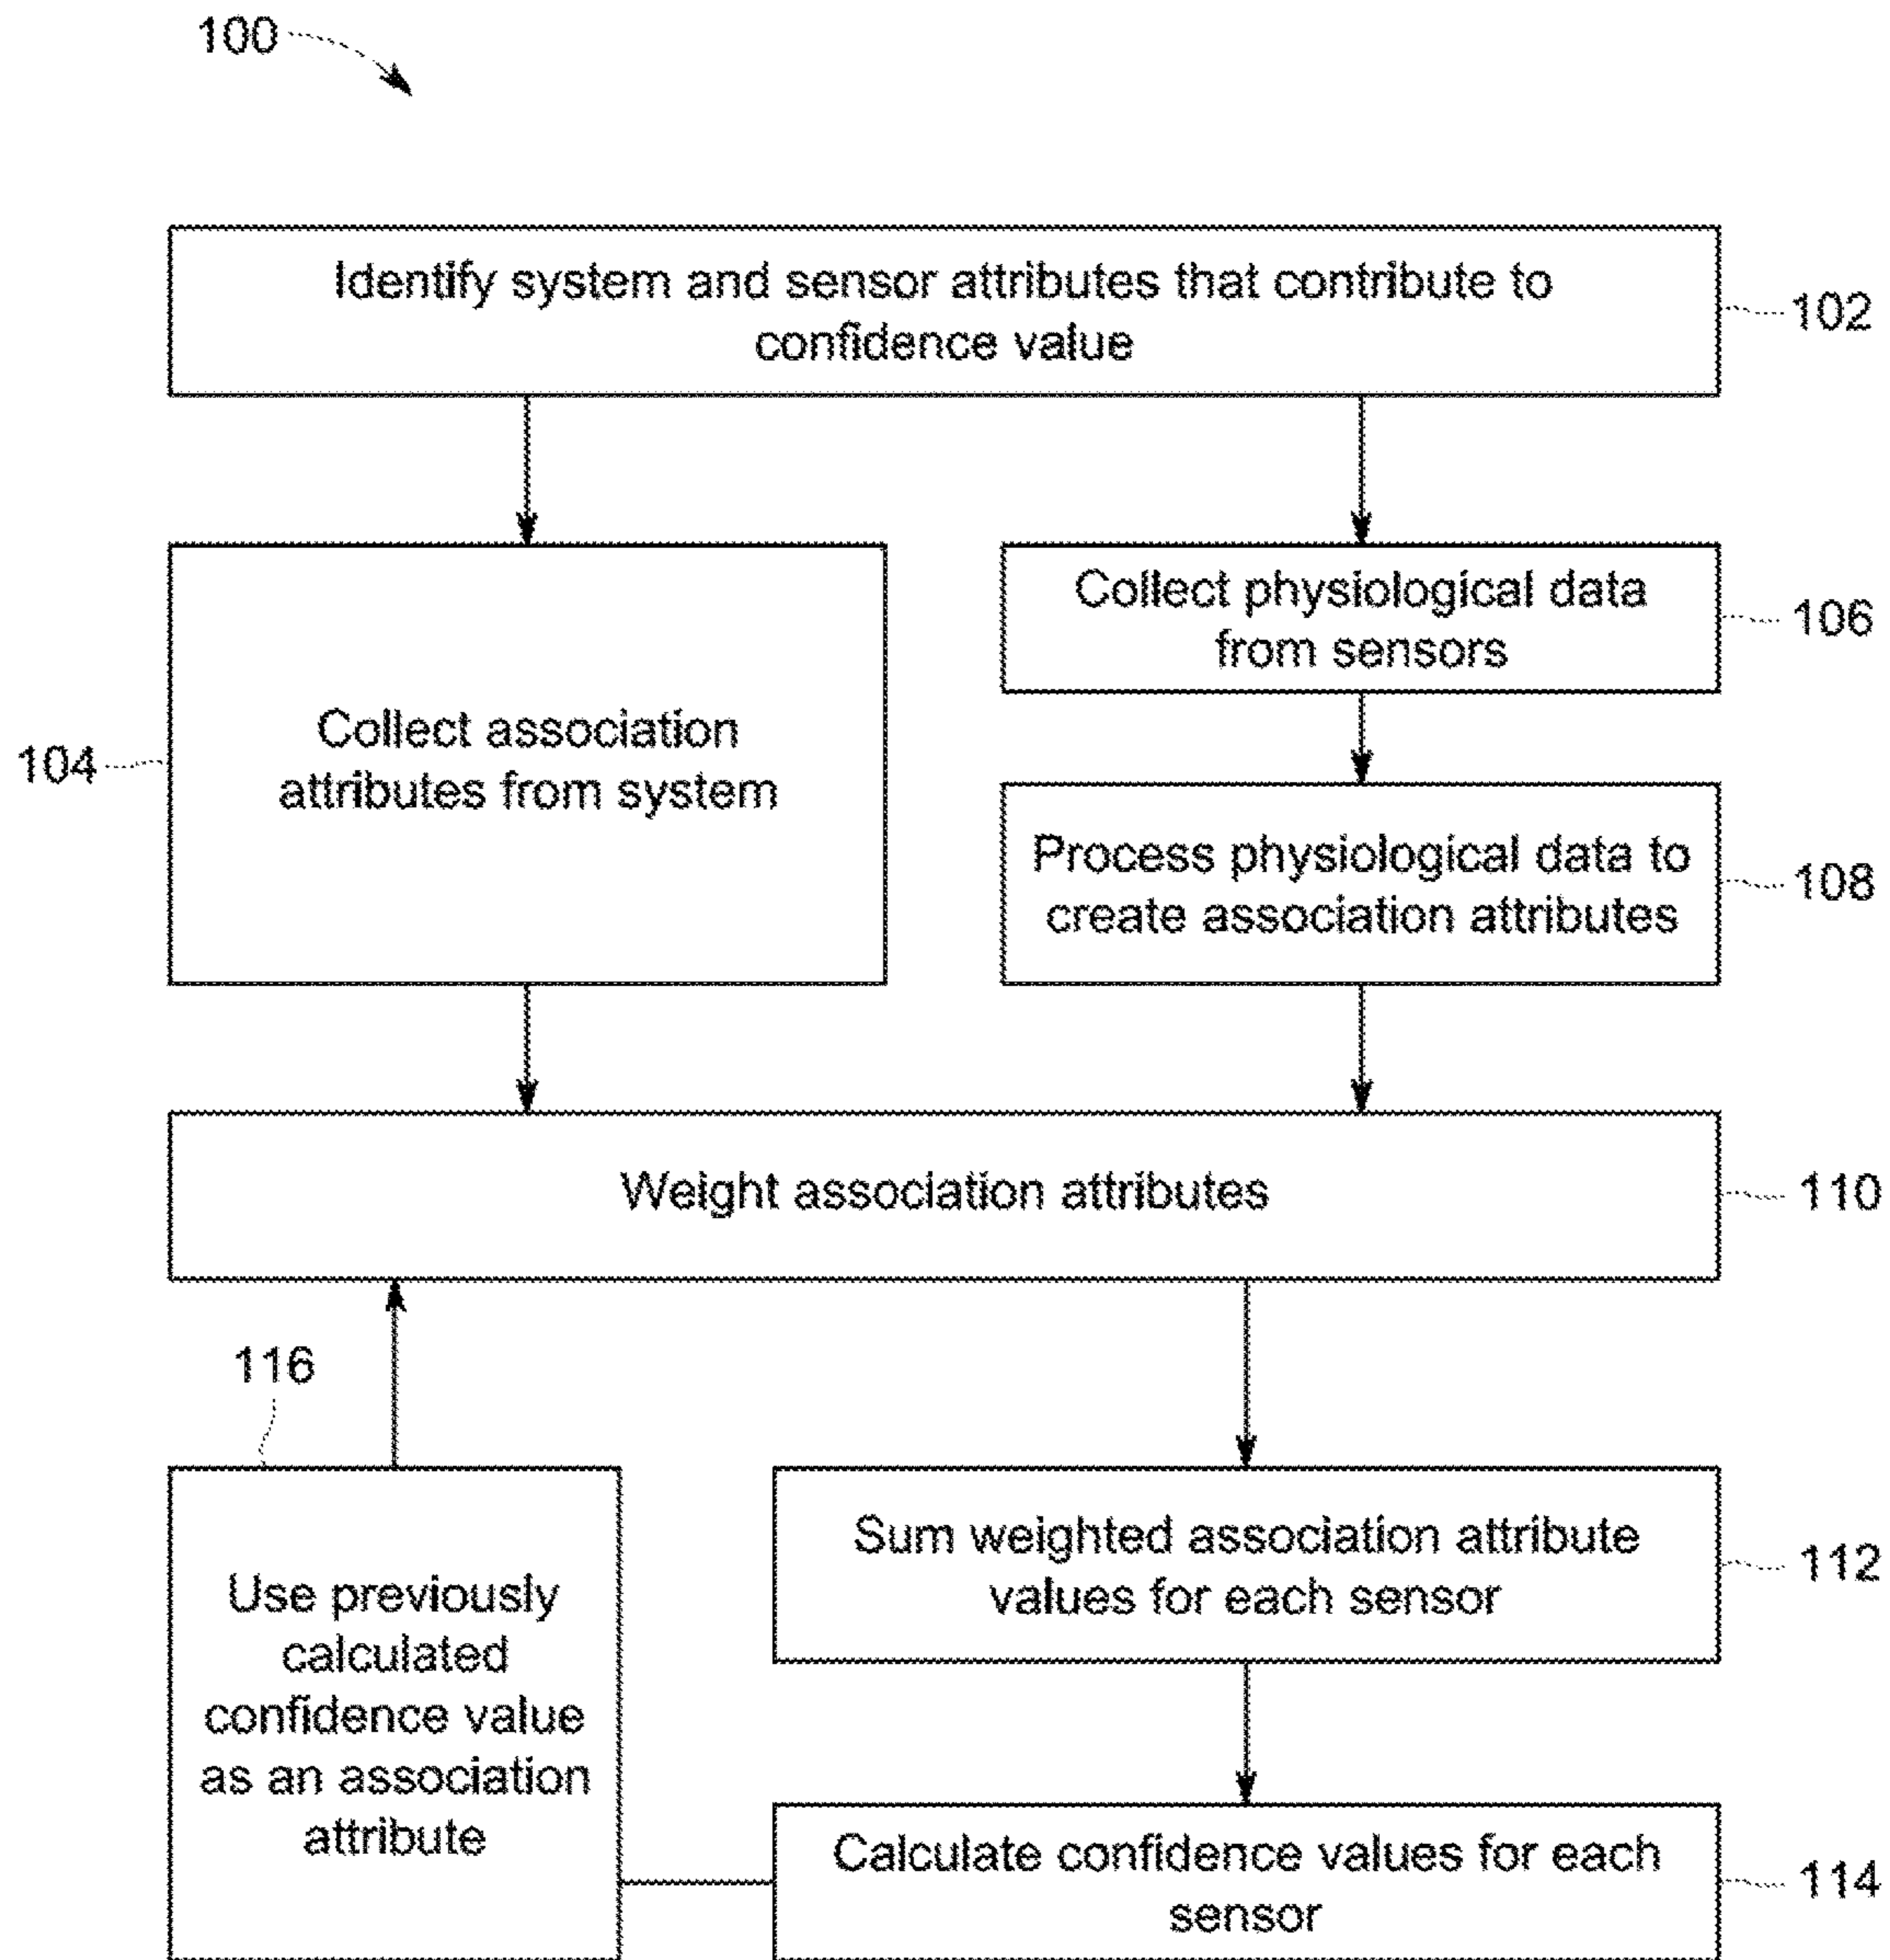 100
Identify system and sensor attributes that contribute to
confidence value
102
Collect association
attributes from system
104
Collect physiological data
from sensors
106
Process physiological data to
create association attributes
108
Weight association attributes
110
116
Use previously
calculated
confidence value
as an association
attribute
Sum weighted association attribute
values for each sensor
112
Calculate confidence values for each
sensor
114